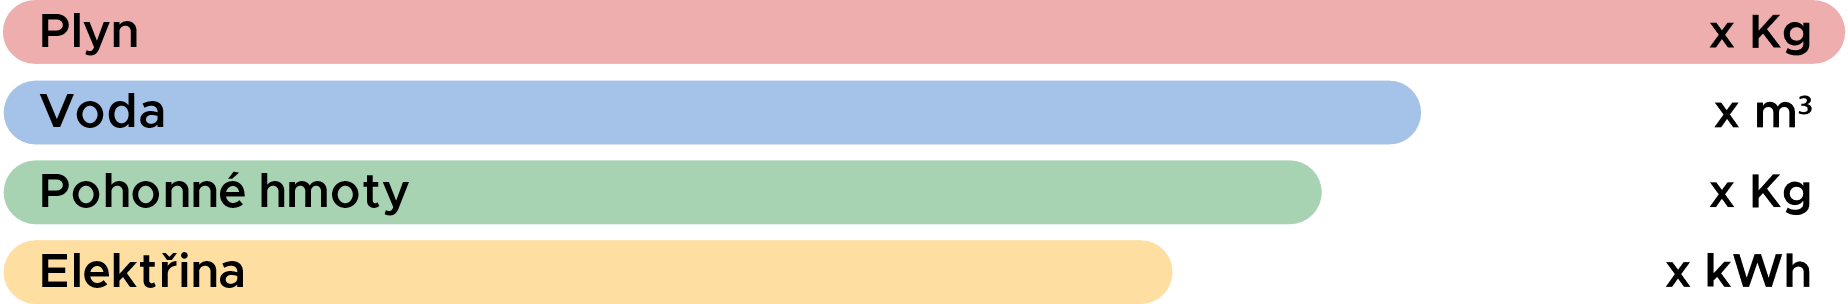 Plyn x Kg
Voda x m³
Pohonné hmoty x Kg
Elektřina x kWh